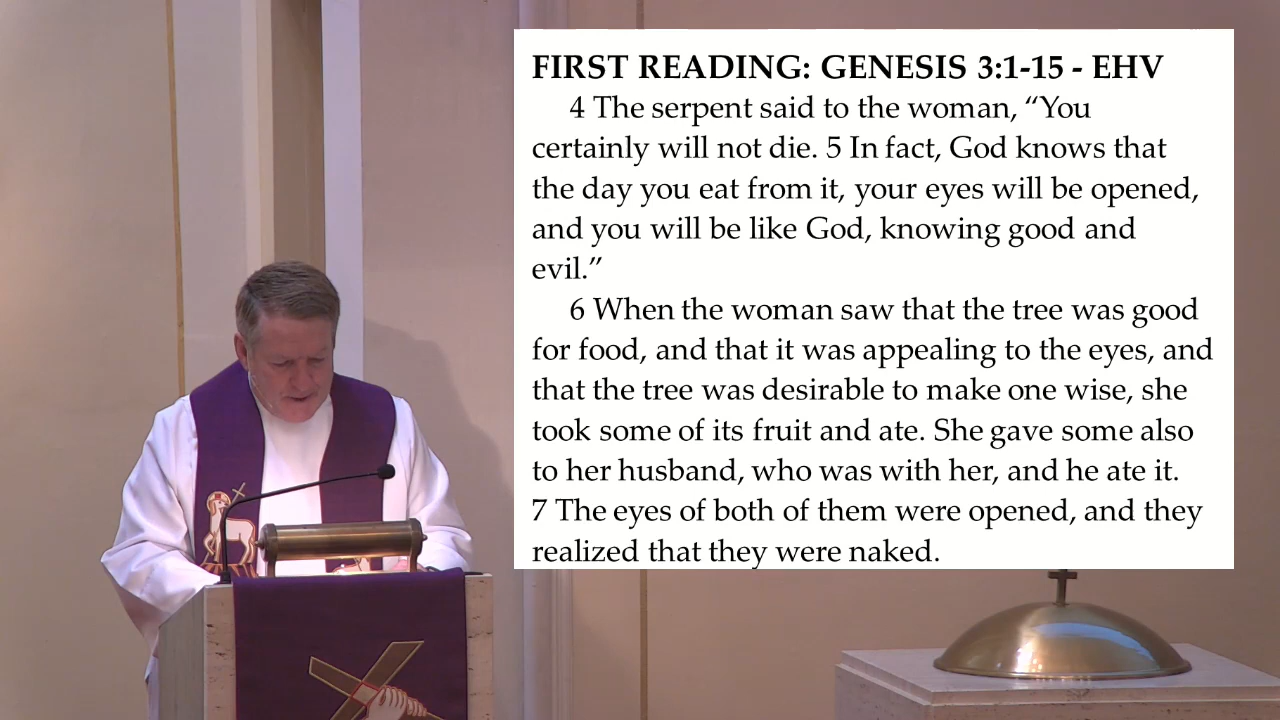 FIRST READING: GENESIS 3:1-15 - EHV
4 The serpent said to the woman, “You
certainly will not die. 5 In fact, God knows that
the day you eat from it, your eyes will be opened,
and you will be like God, knowing good and
evil.”
6 When the woman saw that the tree was good
for food, and that it was appealing to the eyes, and
that the tree was desirable to make one wise, she
took some of its fruit and ate. She gave some also
to her husband, who was with her, and he ate it.
7 The eyes of both of them were opened, and they
realized that they were naked.